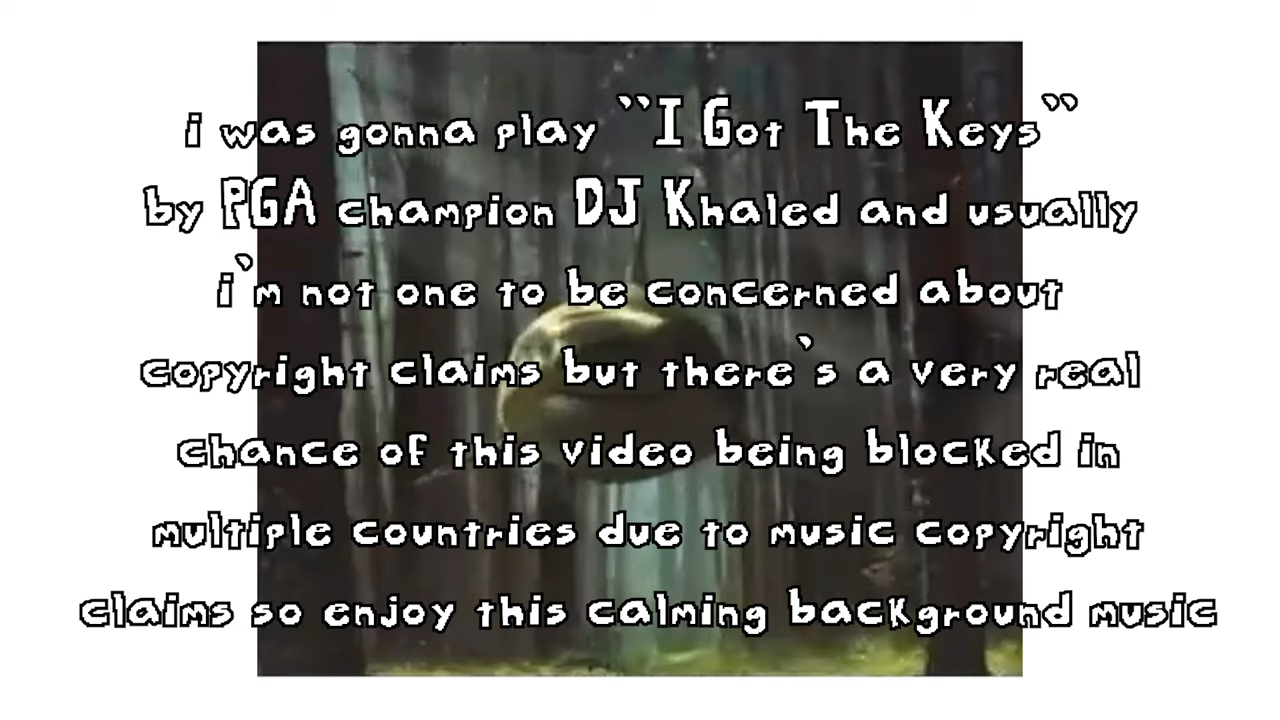 i was gonna play "I Got The Keys"
by PGA champion DJ Khaled and usually
i'm not one to be concerned about
copyright claims but there's a very real
chance of this video being blocked in
multiple countries due to music copyright
claims so enjoy this calming background music